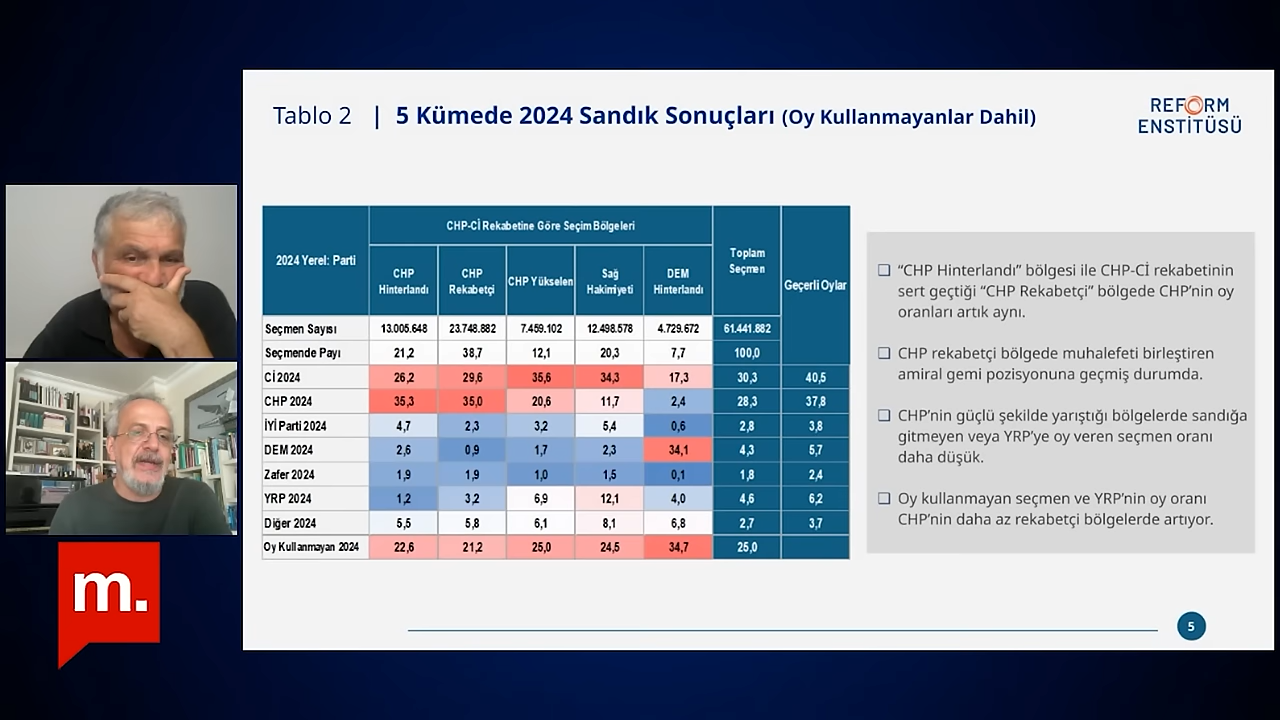 Tablo 2 | 5 Kümede 2024 Sandık Sonuçları (Oy Kullanmayanlar Dahil)
REFORM
ENSTİTÜSÜ
2024 Yerel: Parti
CHP-Cİ Rekabetine Göre Seçim Bölgeleri
Toplam Seçmen
Geçerli Oylar
CHP Hinterlandı
CHP Rekabetçi
CHP Yükselen
Sağ Hakimiyeti
DEM Hinterlandı
Seçmen Sayısı 13.005.648 23.748.882 7.459.102 12.498.578 4.729.672 61.441.882
Seçmende Payı 21,2 38,7 12,1 20,3 7,7 100,0
Cİ 2024 26,2 29,6 35,6 34,3 17,3 30,3 40,5
CHP 2024 35,3 35,0 20,6 11,7 2,4 28,3 37,8
İYİ Parti 2024 4,7 2,3 3,2 5,4 0,6 2,8 3,8
DEM 2024 2,6 0,9 1,7 2,3 34,1 4,3 5,7
Zafer 2024 1,9 1,9 1,0 1,5 0,1 1,8 2,4
YRP 2024 1,2 3,2 6,9 12,1 4,0 4,6 6,2
Diğer 2024 5,5 5,8 6,1 8,1 6,8 2,7 3,7
Oy Kullanmayan 2024 22,6 21,2 25,0 24,5 34,7 25,0
❑ “CHP Hinterlandı” bölgesi ile CHP-Cİ rekabetinin
sert geçtiği “CHP Rekabetçi” bölgede CHP’nin oy
oranları artık aynı.
❑ CHP rekabetçi bölgede muhalefeti birleştiren
amiral gemi pozisyonuna geçmiş durumda.
❑ CHP’nin güçlü şekilde yarıştığı bölgelerde sandığa
gitmeyen veya YRP’ye oy veren seçmen oranı
daha düşük.
❑ Oy kullanmayan seçmen ve YRP’nin oy oranı
CHP’nin daha az rekabetçi bölgelerde artıyor.
m.
5